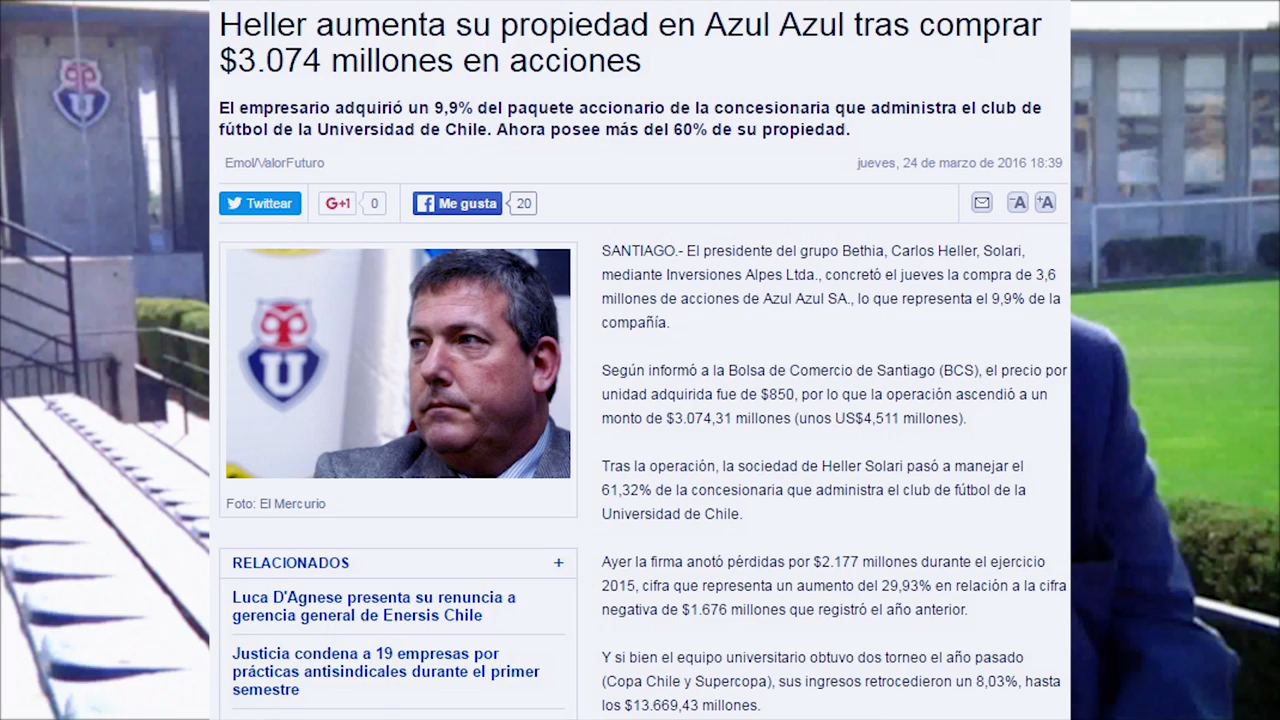 Heller aumenta su propiedad en Azul Azul tras comprar
$3.074 millones en acciones
El empresario adquirió un 9,9% del paquete accionario de la concesionaria que administra el club de
fútbol de la Universidad de Chile. Ahora posee más del 60% de su propiedad.
Emol/ValorFuturo
jueves, 24 de marzo de 2016 18:39
Twittear
G+1
0
Me gusta
20
-A
+A
SANTIAGO.- El presidente del grupo Bethia, Carlos Heller, Solari,
mediante Inversiones Alpes Ltda., concretó el jueves la compra de 3,6
millones de acciones de Azul Azul SA., lo que representa el 9,9% de la
compañía.
Según informó a la Bolsa de Comercio de Santiago (BCS), el precio por
unidad adquirida fue de $850, por lo que la operación ascendió a un
monto de $3.074,31 millones (unos US$4,511 millones).
Tras la operación, la sociedad de Heller Solari pasó a manejar el
61,32% de la concesionaria que administra el club de fútbol de la
Universidad de Chile.
Ayer la firma anotó pérdidas por $2.177 millones durante el ejercicio
2015, cifra que representa un aumento del 29,93% en relación a la cifra
negativa de $1.676 millones que registró el año anterior.
Y si bien el equipo universitario obtuvo dos torneo el año pasado
(Copa Chile y Supercopa), sus ingresos retrocedieron un 8,03%, hasta
los $13.669,43 millones.
U
U
Foto: El Mercurio
RELACIONADOS
+
Luca D'Agnese presenta su renuncia a
gerencia general de Enersis Chile
Justicia condena a 19 empresas por
prácticas antisindicales durante el primer
semestre